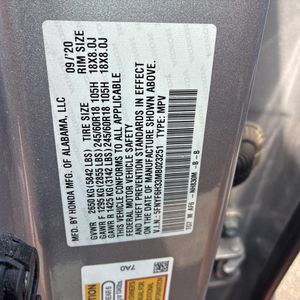 MFD. BY HONDA MFG. OF ALABAMA, LLC 09/'20
TIRE SIZE RIM SIZE
GVWR 2650 KG (5842 LBS)
GAWR F 1295 KG (2855 LBS) 245/60R18 105H 18X8.0J
GAWR R 1425 KG (3142 LBS) 245/60R18 105H 18X8.0J
THIS VEHICLE CONFORMS TO ALL APPLICABLE
FEDERAL MOTOR VEHICLE SAFETY
AND THEFT PREVENTION STANDARDS IN EFFECT
ON THE DATE OF MANUFACTURE SHOWN ABOVE.
V.I.N.: TYPE: MPV
7A0